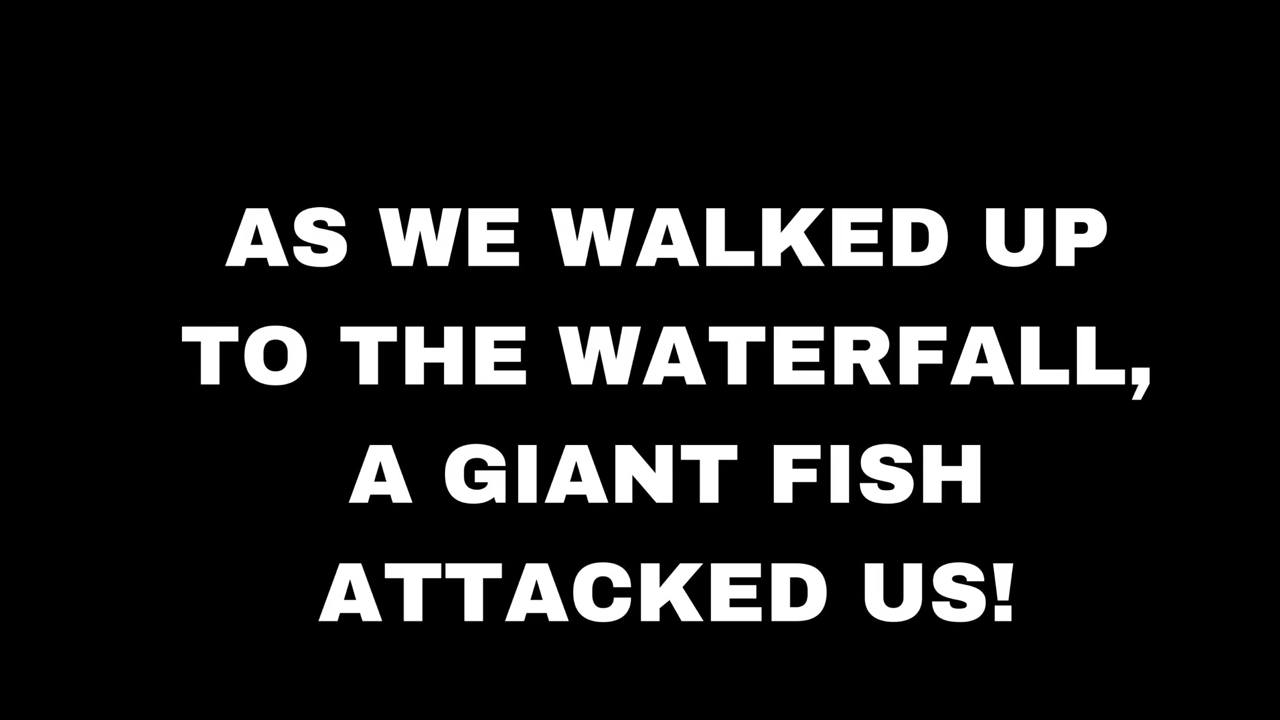 AS WE WALKED UP
TO THE WATERFALL,
A GIANT FISH
ATTACKED US!